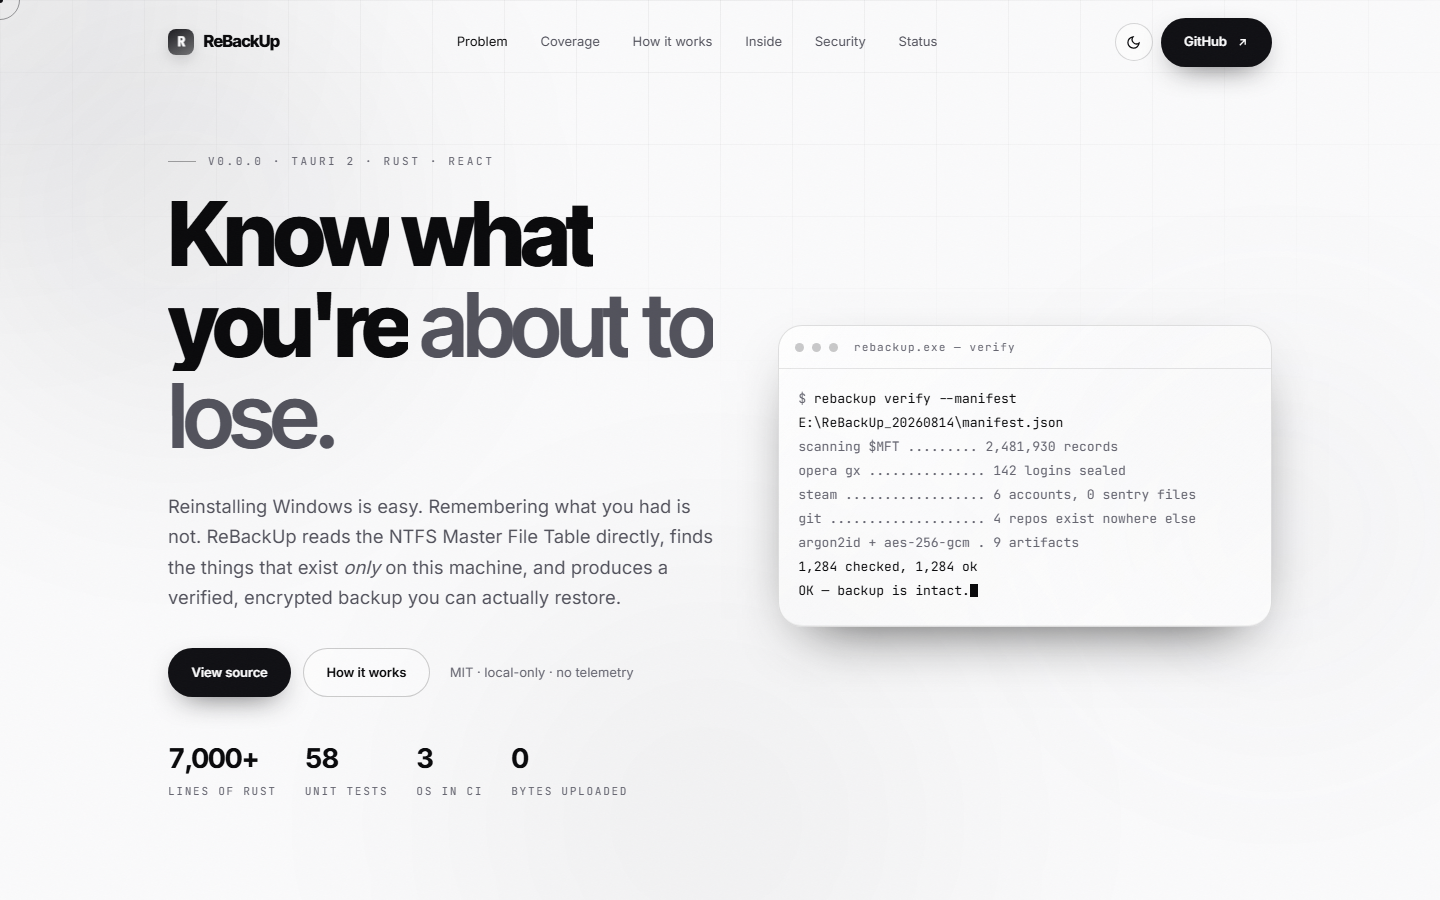 R ReBackUp
Problem Coverage How it works Inside Security Status
GitHub ↗
V0.0.0 · TAURI 2 · RUST · REACT
Know what
you're about to
lose.
Reinstalling Windows is easy. Remembering what you had is
not. ReBackUp reads the NTFS Master File Table directly, finds
the things that exist only on this machine, and produces a
verified, encrypted backup you can actually restore.
View source How it works MIT · local-only · no telemetry
7,000+ 58 3 0
LINES OF RUST UNIT TESTS OS IN CI BYTES UPLOADED
rebackup.exe — verify
$ rebackup verify --manifest
E:\ReBackUp_20260814\manifest.json
scanning $MFT ......... 2,481,930 records
opera gx ............... 142 logins sealed
steam .................. 6 accounts, 0 sentry files
git .................... 4 repos exist nowhere else
argon2id + aes-256-gcm . 9 artifacts
1,284 checked, 1,284 ok
OK — backup is intact.